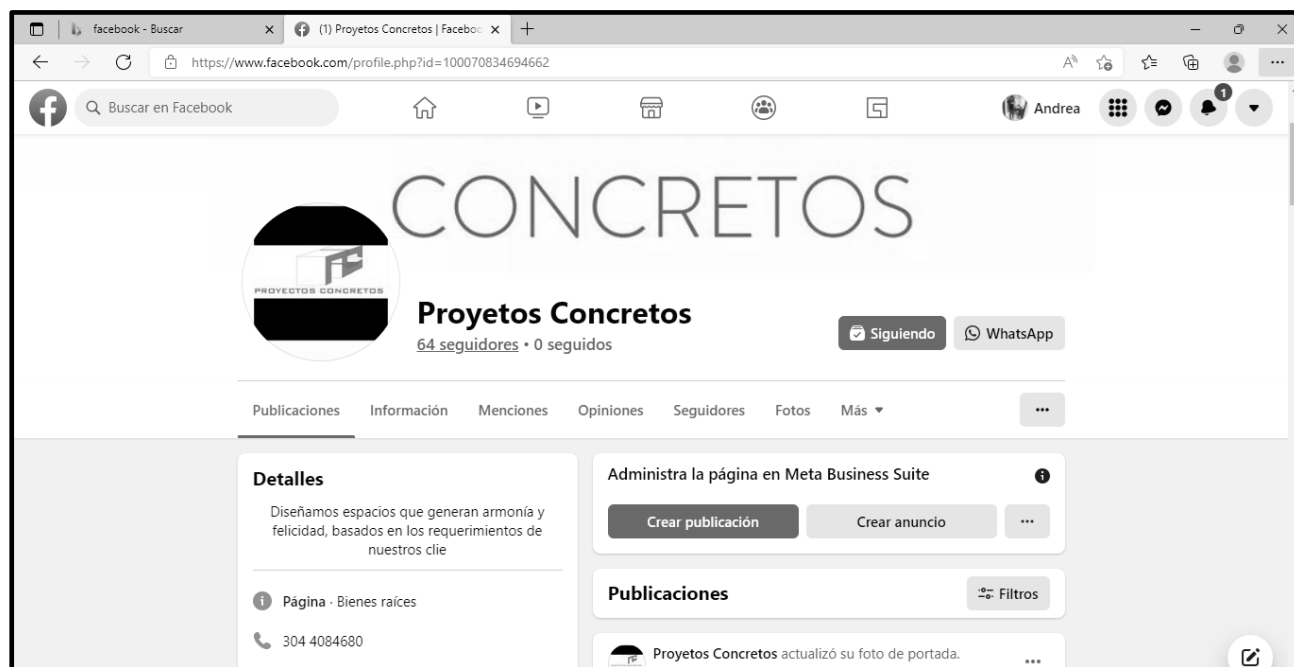 facebook - Buscar
(1) Proyetos Concretos | Faceboo
https://www.facebook.com/profile.php?id=100070834694662
Buscar en Facebook
Andrea
1
CONCRETOS
PROYECTOS CONCRETOS
Proyetos Concretos
64 seguidores • 0 seguidos
Siguiendo
WhatsApp
Publicaciones Información Menciones Opiniones Seguidores Fotos Más
Detalles
Diseñamos espacios que generan armonía y
felicidad, basados en los requerimientos de
nuestros clie
Página · Bienes raíces
304 4084680
Administra la página en Meta Business Suite
Crear publicación Crear anuncio
Publicaciones
Filtros
Proyetos Concretos actualizó su foto de portada.